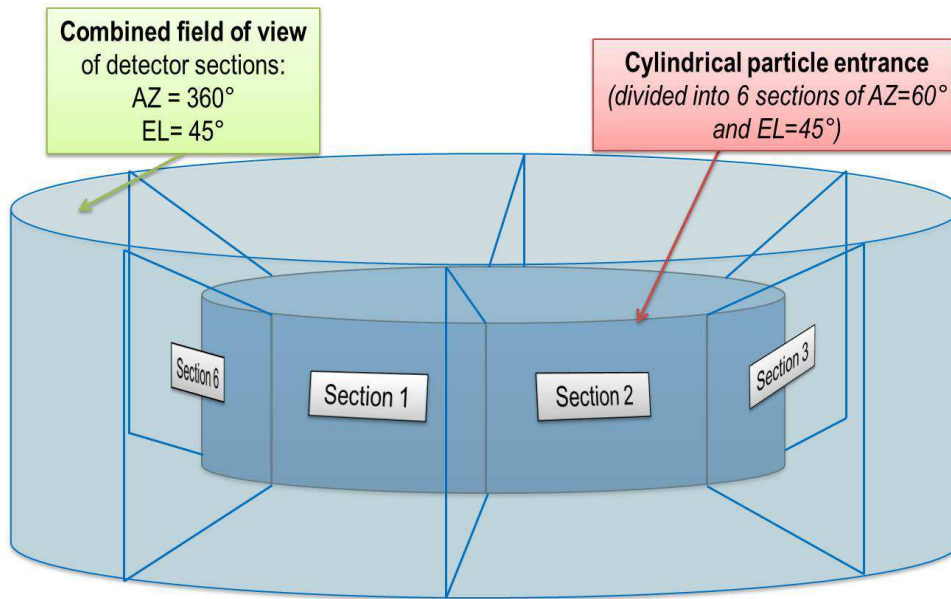 Combined field of view
of detector sections:
AZ = 360°
EL= 45°
Cylindrical particle entrance
(divided into 6 sections of AZ=60°
and EL=45°)
Section 6
Section 1
Section 2
Section 3